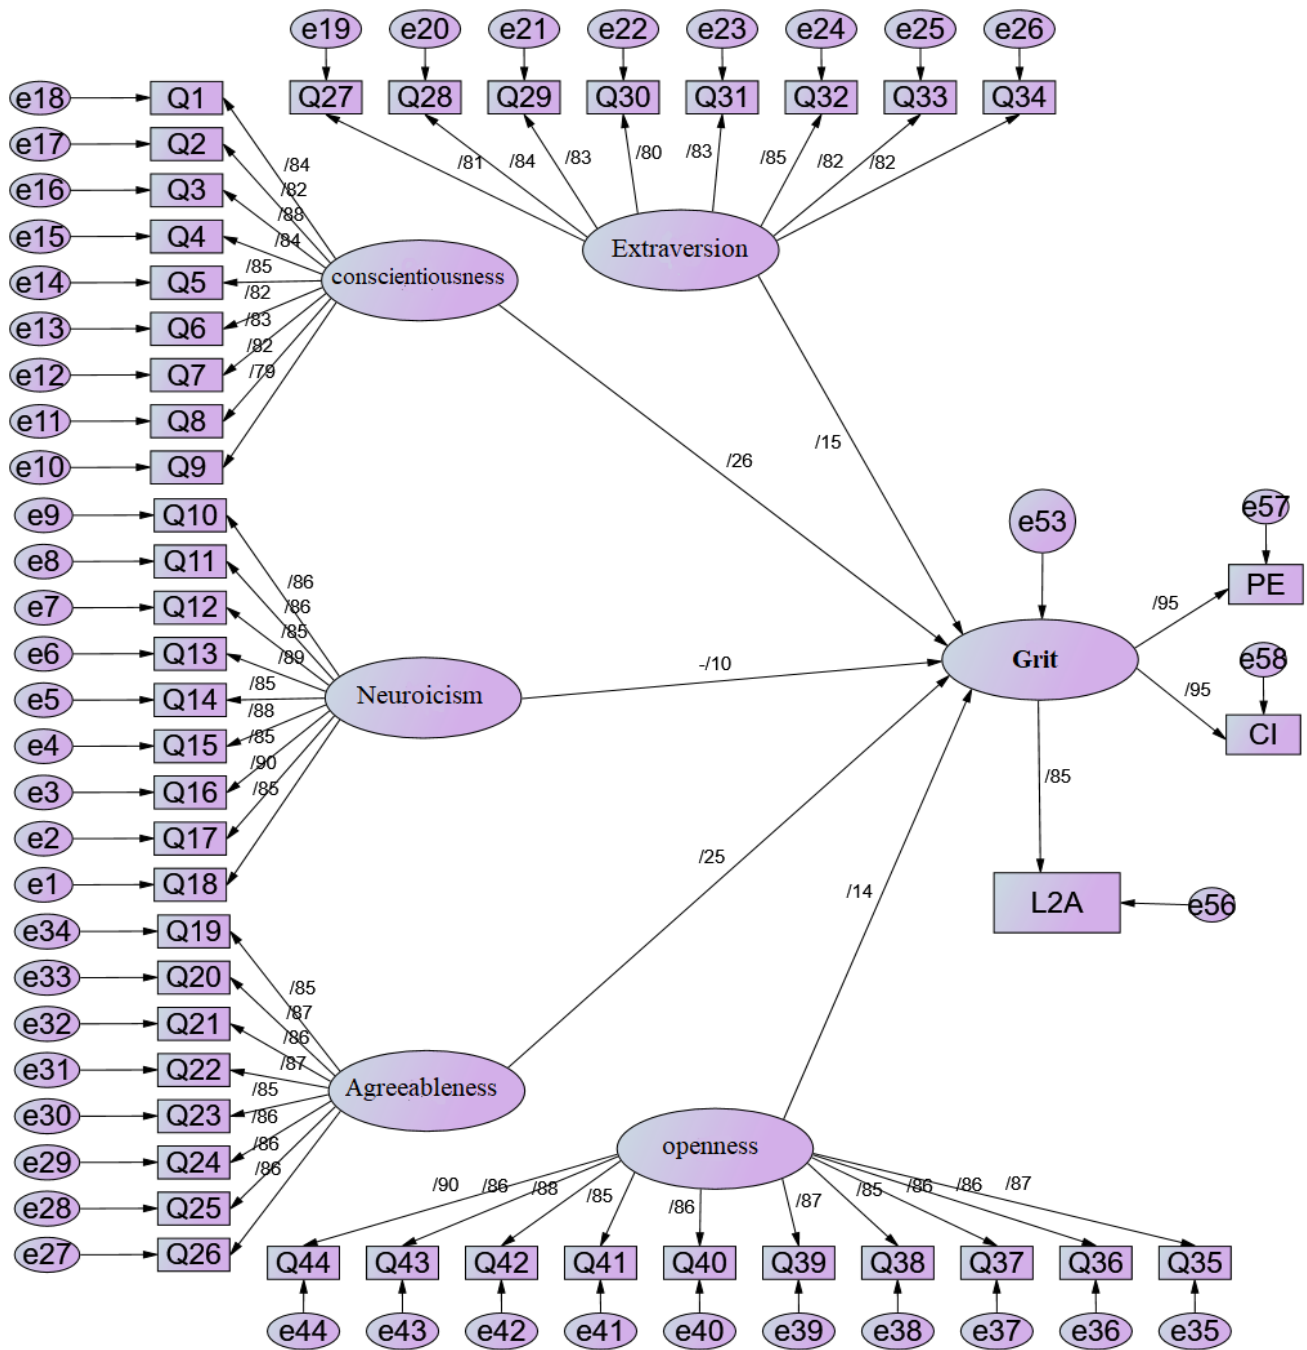 e19 e20 e21 e22 e23 e24 e25 e26
Q27 Q28 Q29 Q30 Q31 Q32 Q33 Q34
/81 /84 /83 /80 /83 /85 /82 /82
Extraversion
e18 Q1
e17 Q2
e16 Q3
e15 Q4
e14 Q5
e13 Q6
e12 Q7
e11 Q8
e10 Q9
/84
/82
/88
/84
/85
/82
/83
/82
/79
conscientiousness
/26
/15
e9 Q10
e8 Q11
e7 Q12
e6 Q13
e5 Q14
e4 Q15
e3 Q16
e2 Q17
e1 Q18
/86
/86
/85
/89
/85
/88
/85
/90
/85
Neuroicism
-/10
e53
Grit
/95
e57
PE
/95
e58
CI
/85
L2A
e56
e34 Q19
e33 Q20
e32 Q21
e31 Q22
e30 Q23
e29 Q24
e28 Q25
e27 Q26
/85
/87
/86
/87
/85
/86
/86
/86
Agreeableness
/25
/14
openness
/90 /86 /88 /85 /86 /87 /85 /86 /86 /87
Q44 Q43 Q42 Q41 Q40 Q39 Q38 Q37 Q36 Q35
e44 e43 e42 e41 e40 e39 e38 e37 e36 e35